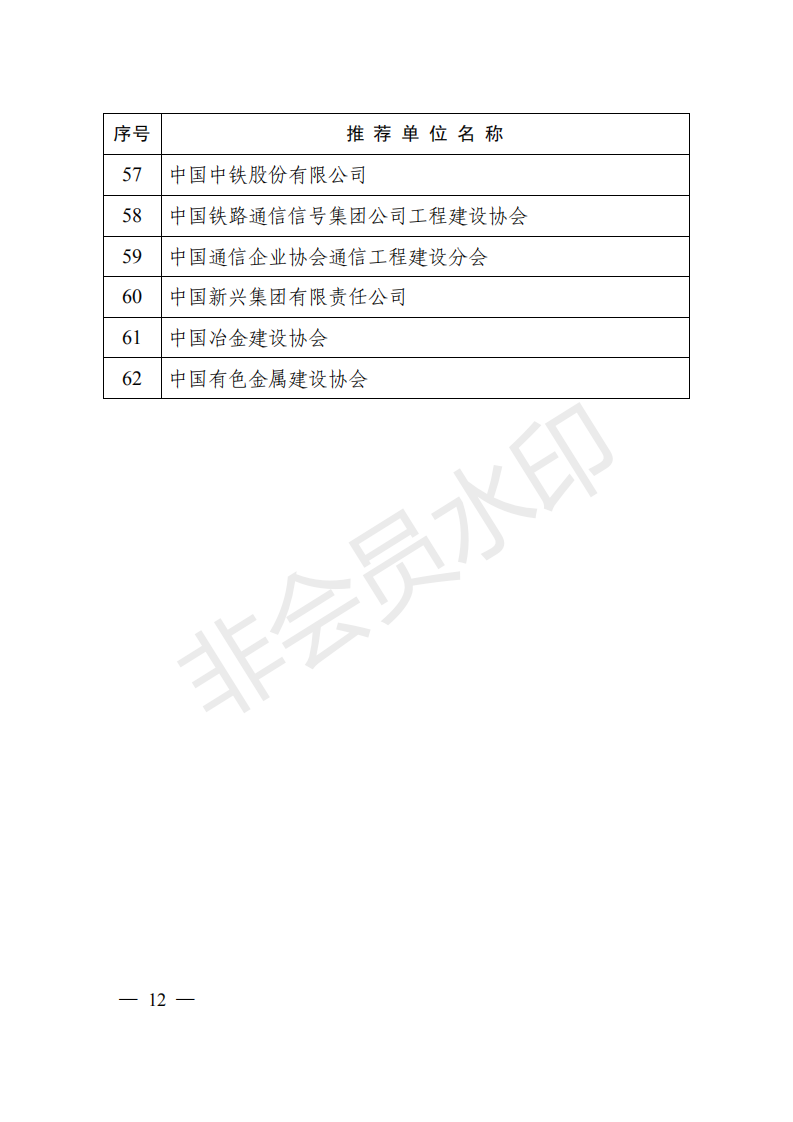 序号 推荐单位名称
57 中国中铁股份有限公司
58 中国铁路通信信号集团公司工程建设协会
59 中国通信企业协会通信工程建设分会
60 中国新兴集团有限责任公司
61 中国冶金建设协会
62 中国有色金属建设协会
非会员水印
— 12 —